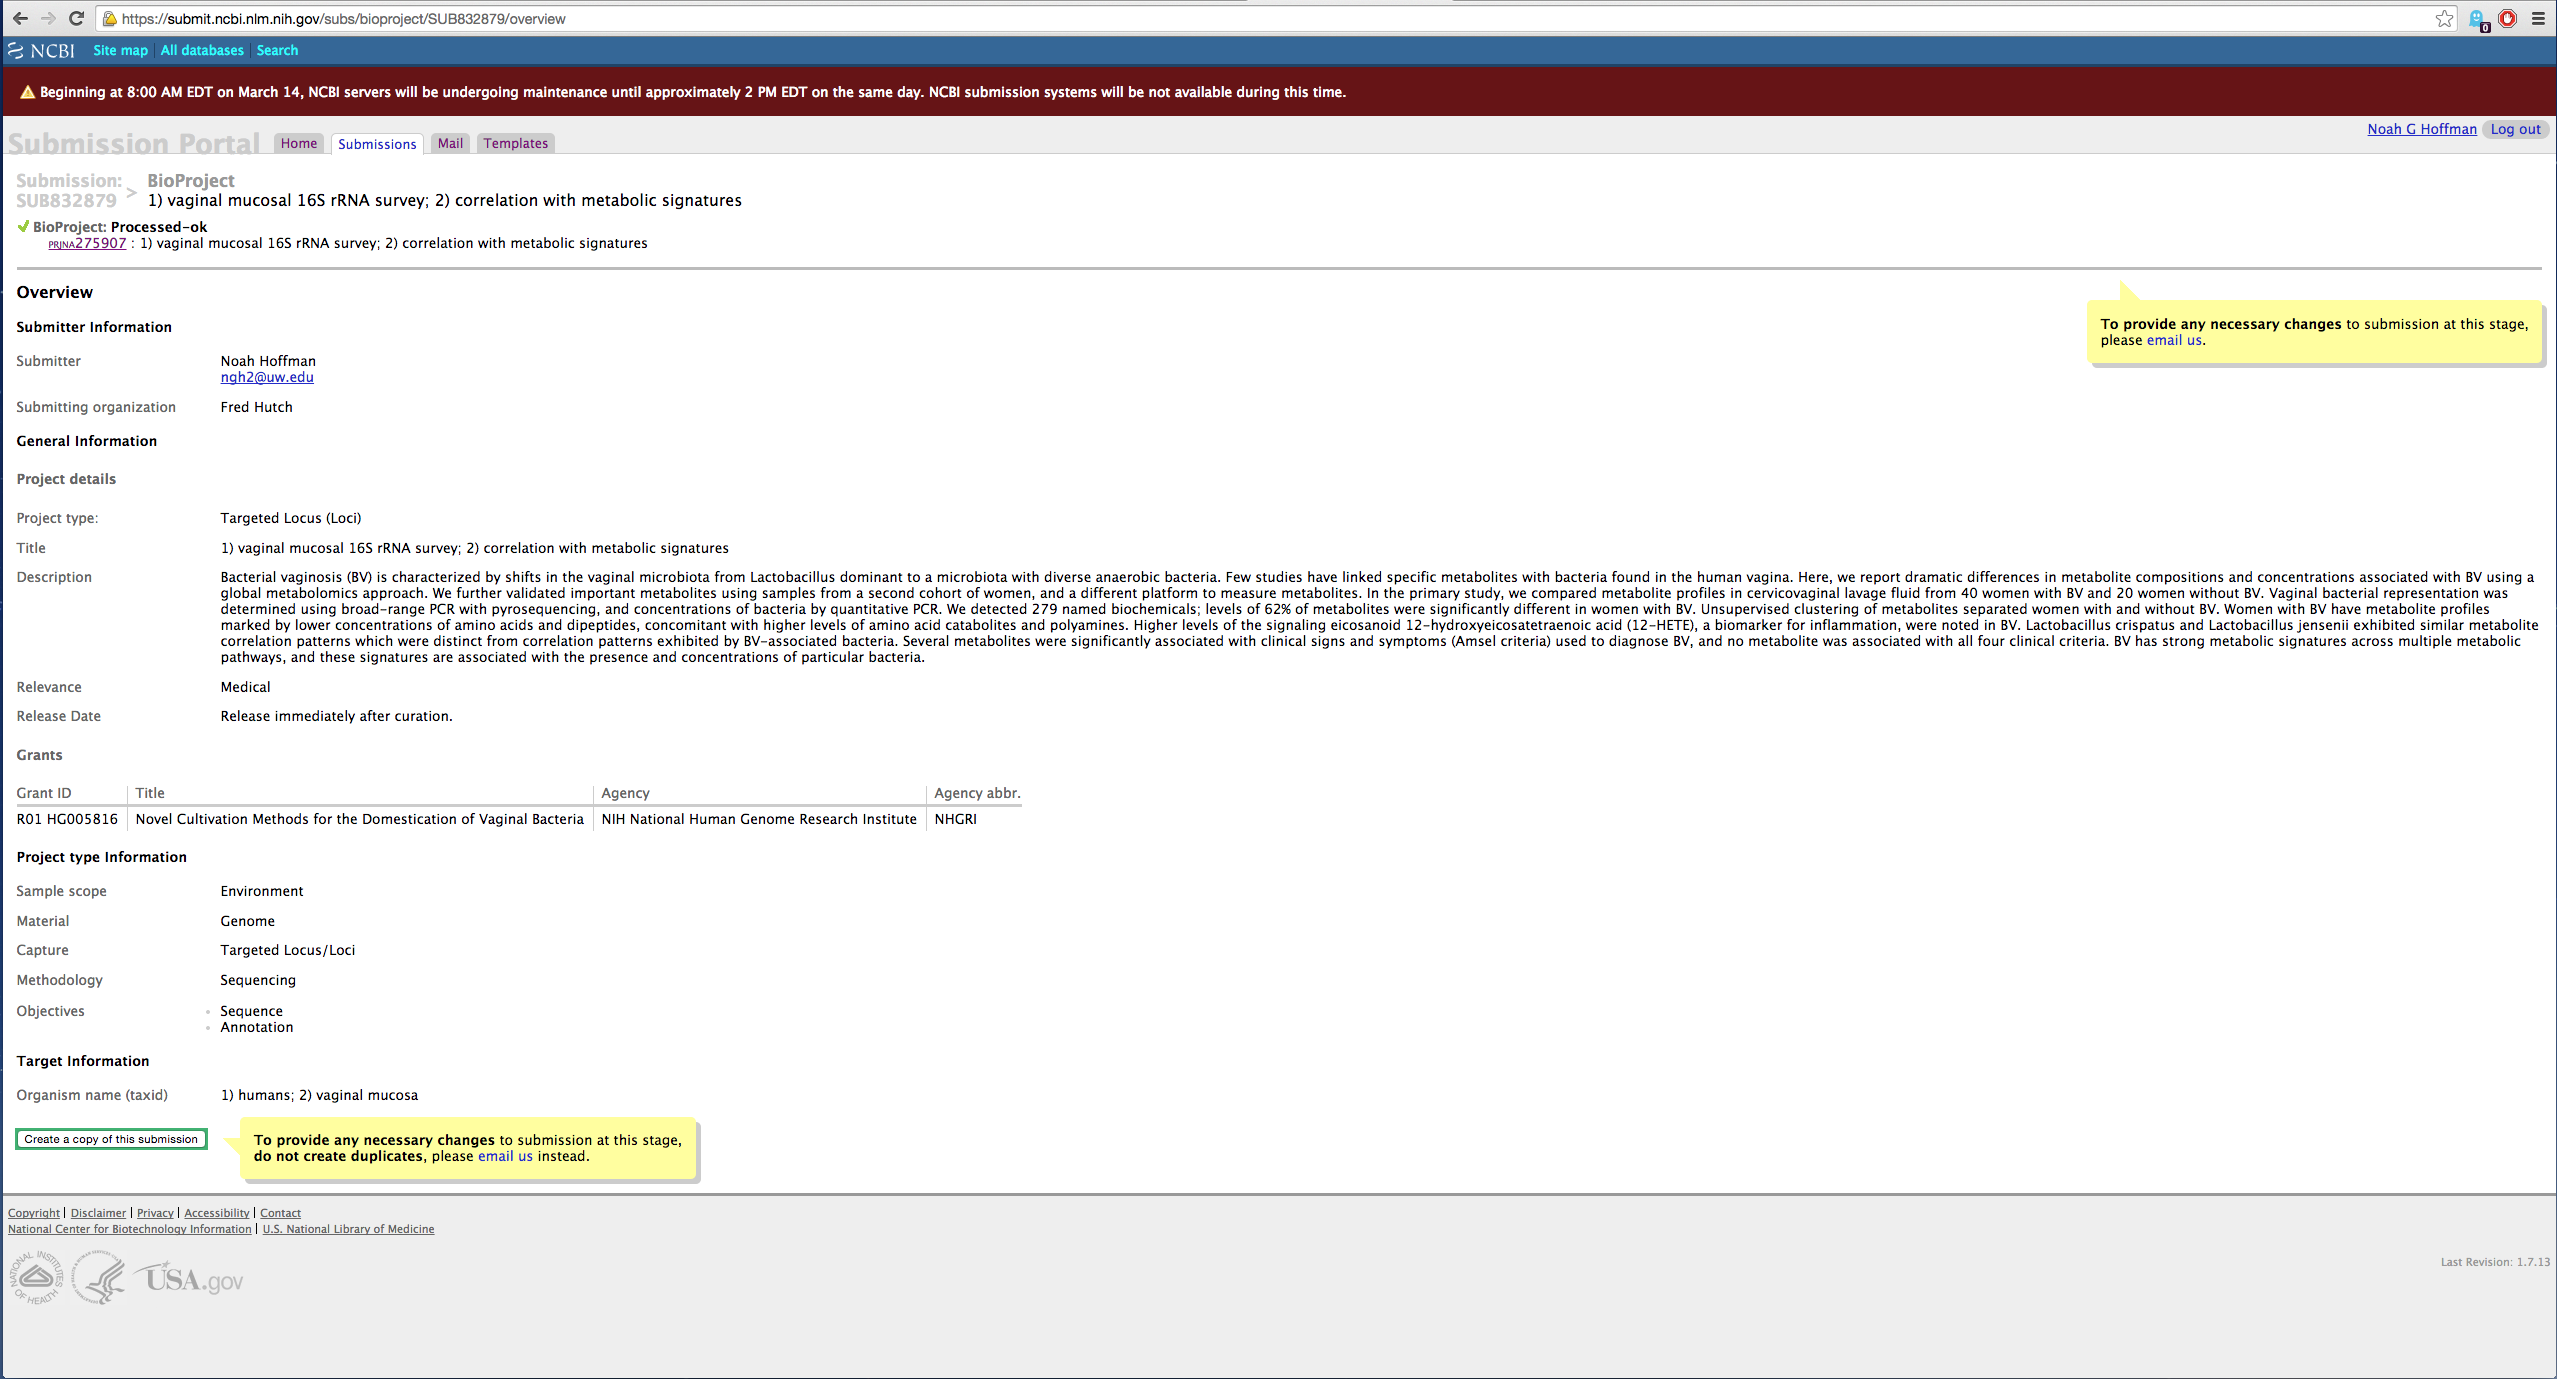 https://submit.ncbi.nlm.nih.gov/subs/bioproject/SUB832879/overview
0
NCBI Site map All databases Search
Beginning at 8:00 AM EDT on March 14, NCBI servers will be undergoing maintenance until approximately 2 PM EDT on the same day. NCBI submission systems will be not available during this time.
Noah G Hoffman Log out
Submission Portal Home Submissions Mail Templates
Submission: SUB832879 > BioProject
1) vaginal mucosal 16S rRNA survey; 2) correlation with metabolic signatures
BioProject: Processed-ok
PRJNA275907 : 1) vaginal mucosal 16S rRNA survey; 2) correlation with metabolic signatures
Overview
To provide any necessary changes to submission at this stage,
please email us.
Submitter Information
Submitter Noah Hoffman
ngh2@uw.edu
Submitting organization Fred Hutch
General Information
Project details
Project type: Targeted Locus (Loci)
Title 1) vaginal mucosal 16S rRNA survey; 2) correlation with metabolic signatures
Description Bacterial vaginosis (BV) is characterized by shifts in the vaginal microbiota from Lactobacillus dominant to a microbiota with diverse anaerobic bacteria. Few studies have linked specific metabolites with bacteria found in the human vagina. Here, we report dramatic differences in metabolite compositions and concentrations associated with BV using a
global metabolomics approach. We further validated important metabolites using samples from a second cohort of women, and a different platform to measure metabolites. In the primary study, we compared metabolite profiles in cervicovaginal lavage fluid from 40 women with BV and 20 women without BV. Vaginal bacterial representation was
determined using broad-range PCR with pyrosequencing, and concentrations of bacteria by quantitative PCR. We detected 279 named biochemicals; levels of 62% of metabolites were significantly different in women with BV. Unsupervised clustering of metabolites separated women with and without BV. Women with BV have metabolite profiles
marked by lower concentrations of amino acids and dipeptides, concomitant with higher levels of amino acid catabolites and polyamines. Higher levels of the signaling eicosanoid 12-hydroxyeicosatetraenoic acid (12-HETE), a biomarker for inflammation, were noted in BV. Lactobacillus crispatus and Lactobacillus jensenii exhibited similar metabolite
correlation patterns which were distinct from correlation patterns exhibited by BV-associated bacteria. Several metabolites were significantly associated with clinical signs and symptoms (Amsel criteria) used to diagnose BV, and no metabolite was associated with all four clinical criteria. BV has strong metabolic signatures across multiple metabolic
pathways, and these signatures are associated with the presence and concentrations of particular bacteria.
Relevance Medical
Release Date Release immediately after curation.
Grants
Grant ID Title Agency Agency abbr.
R01 HG005816 Novel Cultivation Methods for the Domestication of Vaginal Bacteria NIH National Human Genome Research Institute NHGRI
Project type Information
Sample scope Environment
Material Genome
Capture Targeted Locus/Loci
Methodology Sequencing
Objectives Sequence
Annotation
Target Information
Organism name (taxid) 1) humans; 2) vaginal mucosa
Create a copy of this submission
To provide any necessary changes to submission at this stage,
do not create duplicates, please email us instead.
Copyright | Disclaimer | Privacy | Accessibility | Contact
National Center for Biotechnology Information | U.S. National Library of Medicine
NATIONAL INSTITUTES OF HEALTH
USA.gov
Last Revision: 1.7.13